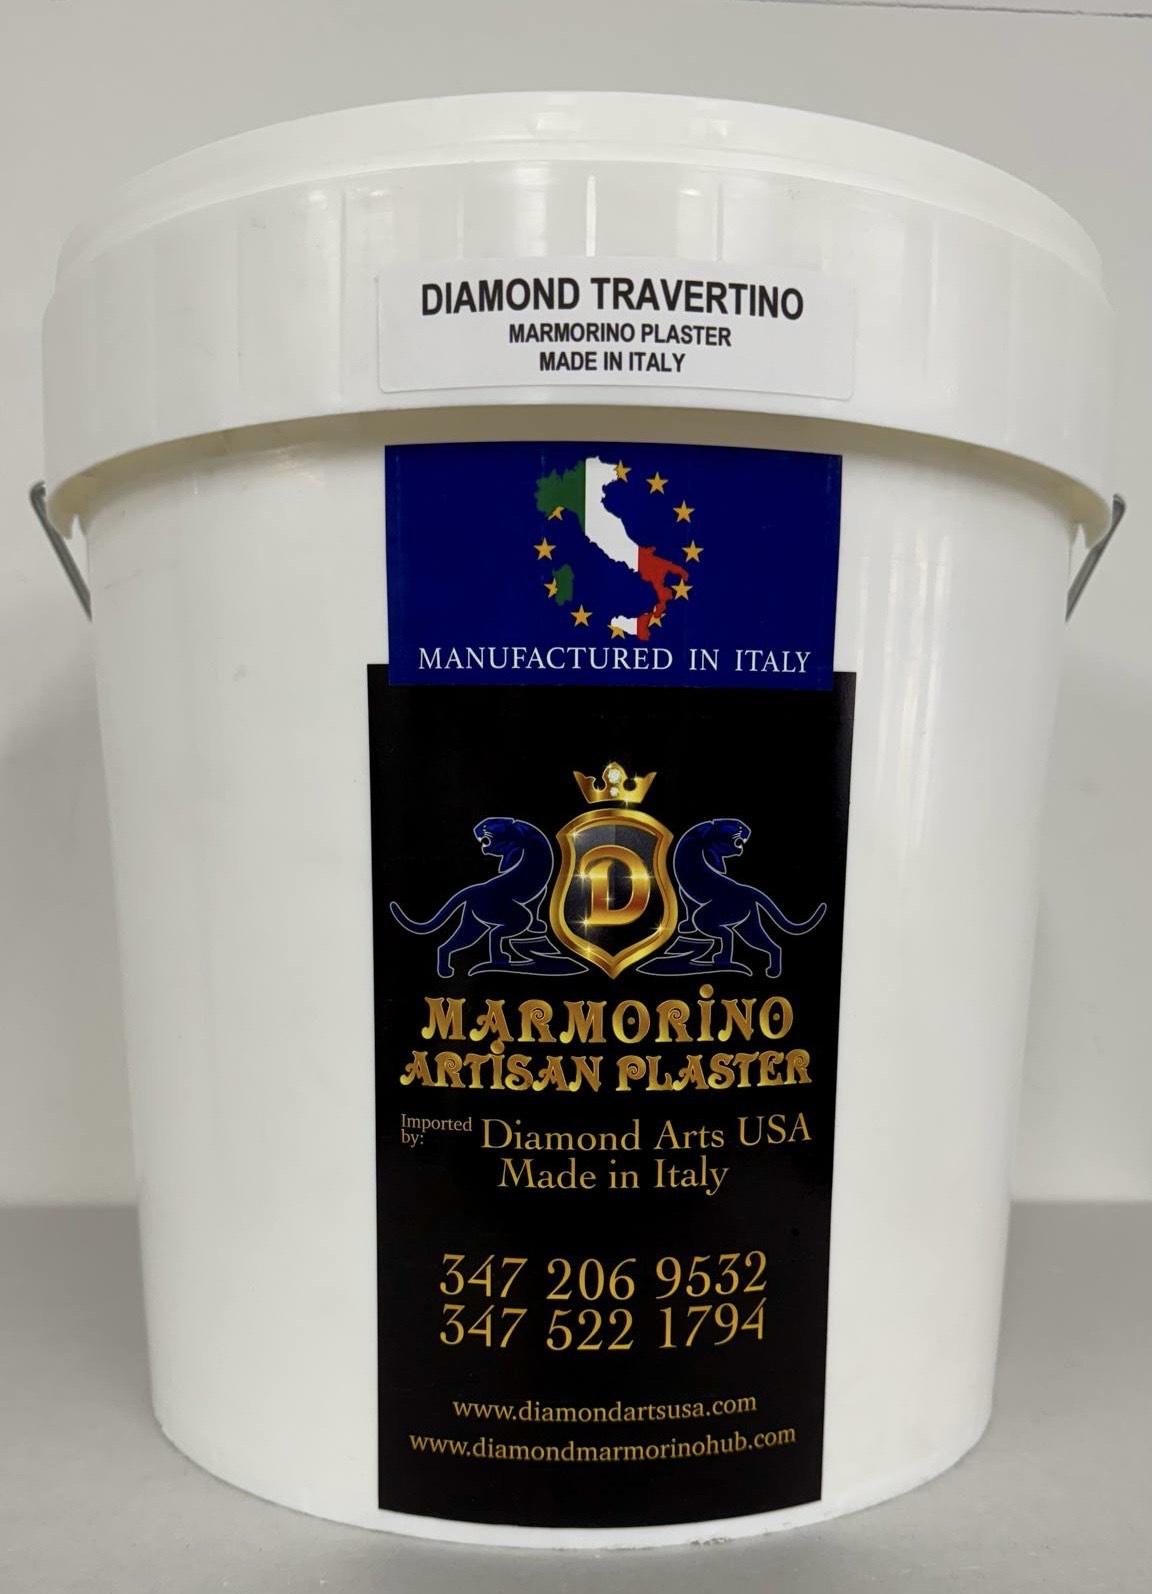 DIAMOND TRAVERTINO
MARMORINO PLASTER
MADE IN ITALY
MANUFACTURED IN ITALY
D
MARMORINO
ARTISAN PLASTER
Imported by: Diamond Arts USA
Made in Italy
347 206 9532
347 522 1794
www.diamondartsusa.com
www.diamondmarmorinohub.com